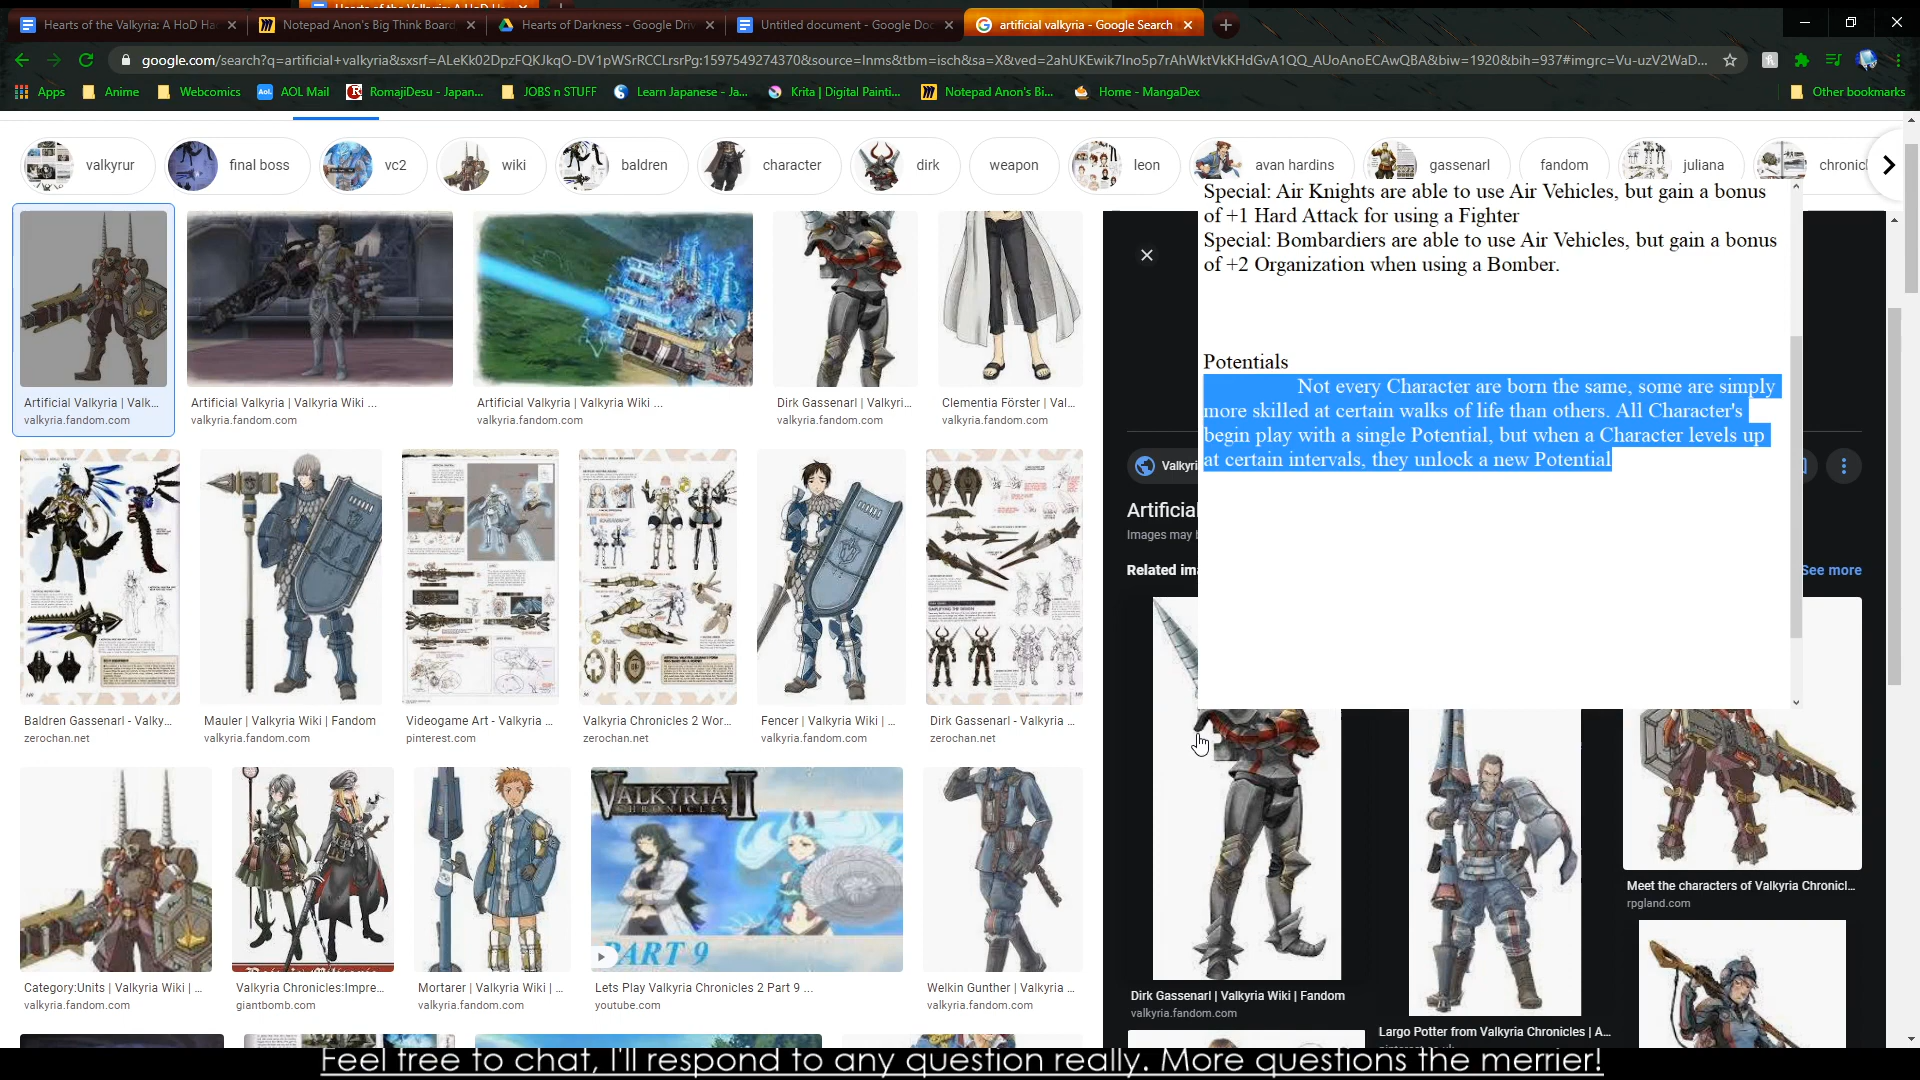 Hearts of the Valkyria: A HoD Ha
Notepad Anon's Big Think Board
Hearts of Darkness - Google Driv
Untitled document - Google Doc
artificial valkyria - Google Search
google.com/search?q=artificial+valkyria&sxsrf=ALeKk02DpzFQKJkqO-DV1pWSrRCCLrsrPg:1597549274370&source=lnms&tbm=isch&sa=X&ved=2ahUKEwik7Ino5p7rAhWktVkKHdGvA1QQ_AUoAnoECAwQBA&biw=1920&bih=937#imgrc=Vu-uzV2WaD...
Apps
Anime
Webcomics
AOL Mail
RomajiDesu - Japan...
JOBS n STUFF
Learn Japanese - Ja...
Krita | Digital Painti...
Notepad Anon's Bi...
Home - MangaDex
Other bookmarks
valkyrur
final boss
vc2
wiki
baldren
character
dirk
weapon
leon
avan hardins
gassenarl
fandom
juliana
chronicl
Special: Air Knights are able to use Air Vehicles, but gain a bonus
of +1 Hard Attack for using a Fighter
Special: Bombardiers are able to use Air Vehicles, but gain a bonus
of +2 Organization when using a Bomber.
Potentials
Not every Character are born the same, some are simply
more skilled at certain walks of life than others. All Character's
begin play with a single Potential, but when a Character levels up
at certain intervals, they unlock a new Potential
Artificial Valkyria | Valk...
valkyria.fandom.com
Artificial Valkyria | Valkyria Wiki ...
valkyria.fandom.com
Artificial Valkyria | Valkyria Wiki ...
valkyria.fandom.com
Dirk Gassenarl | Valkyri...
valkyria.fandom.com
Clementia Förster | Val...
valkyria.fandom.com
Valkyri
Artificial
Images may b
Related ima
See more
Baldren Gassenarl - Valky...
zerochan.net
Mauler | Valkyria Wiki | Fandom
valkyria.fandom.com
Videogame Art - Valkyria ...
pinterest.com
Valkyria Chronicles 2 Wor...
zerochan.net
Fencer | Valkyria Wiki | ...
valkyria.fandom.com
Dirk Gassenarl - Valkyria ...
zerochan.net
VALKYRIA II
CHRONICLES
PART 9
Category:Units | Valkyria Wiki | ...
valkyria.fandom.com
Valkyria Chronicles:Impre...
giantbomb.com
Mortarer | Valkyria Wiki | ...
valkyria.fandom.com
Lets Play Valkyria Chronicles 2 Part 9 ...
youtube.com
Welkin Gunther | Valkyria ...
valkyria.fandom.com
Dirk Gassenarl | Valkyria Wiki | Fandom
valkyria.fandom.com
Largo Potter from Valkyria Chronicles | A...
Meet the characters of Valkyria Chronicl...
rpgland.com
Feel free to chat, I'll respond to any question really. More questions the merrier!